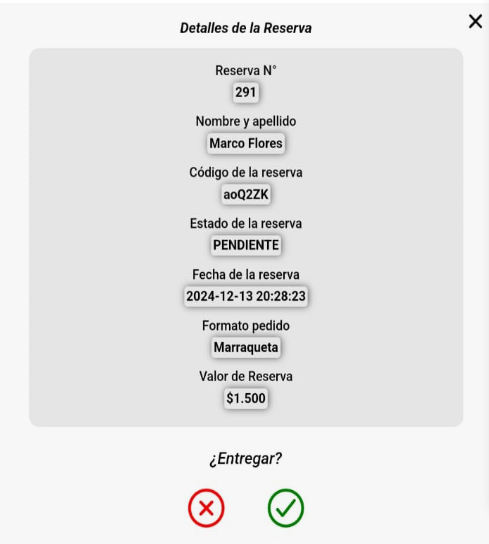 Detalles de la Reserva
Reserva N°
291
Nombre y apellido
Marco Flores
Código de la reserva
aoQ2ZK
Estado de la reserva
PENDIENTE
Fecha de la reserva
2024-12-13 20:28:23
Formato pedido
Marraqueta
Valor de Reserva
$1.500
¿Entregar?